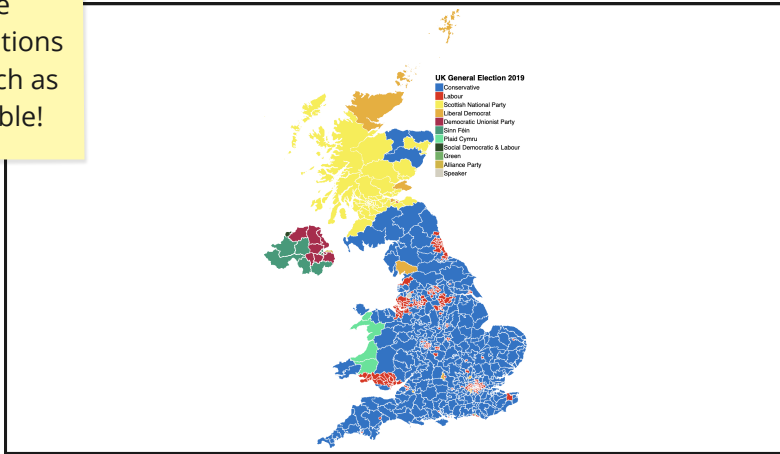 tions
ch as
ble!
UK General Election 2019
Conservative
Labour
Scottish National Party
Liberal Democrat
Democratic Unionist Party
Sinn Féin
Plaid Cymru
Social Democratic & Labour
Green
Alliance Party
Speaker